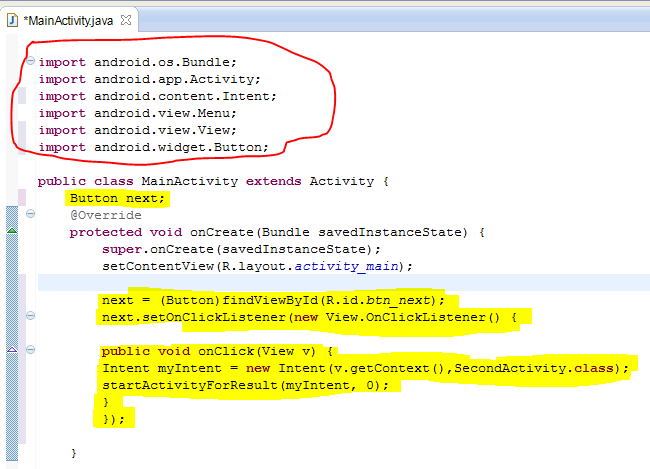 *MainActivity.java
import android.os.Bundle;
import android.app.Activity;
import android.content.Intent;
import android.view.Menu;
import android.view.View;
import android.widget.Button;
public class MainActivity extends Activity {
Button next;
@Override
protected void onCreate(Bundle savedInstanceState) {
super.onCreate(savedInstanceState);
setContentView(R.layout.activity_main);
next = (Button)findViewById(R.id.btn_next);
next.setOnClickListener(new View.OnClickListener() {
public void onClick(View v) {
Intent myIntent = new Intent(v.getContext(),SecondActivity.class);
startActivityForResult(myIntent, 0);
}
});
}